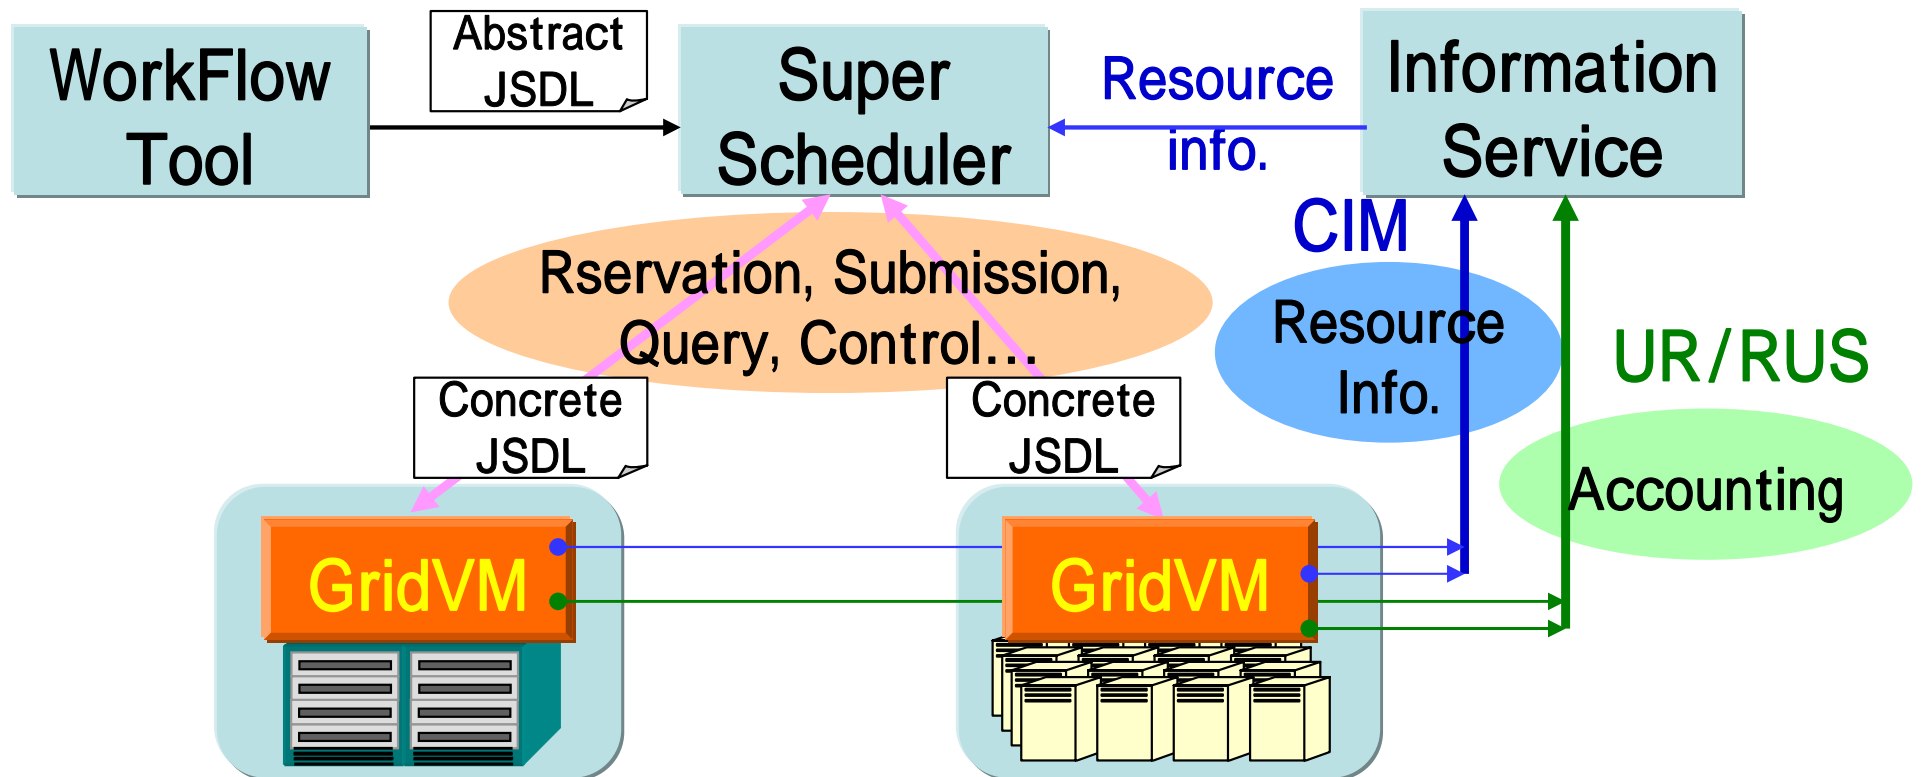 WorkFlow
Tool
Abstract
JSDL
Super
Scheduler
Resource
info.
Information
Service
Rservation, Submission,
Query, Control...
CIM
Resource
Info.
UR/RUS
Accounting
Concrete
JSDL
Concrete
JSDL
GridVM
GridVM